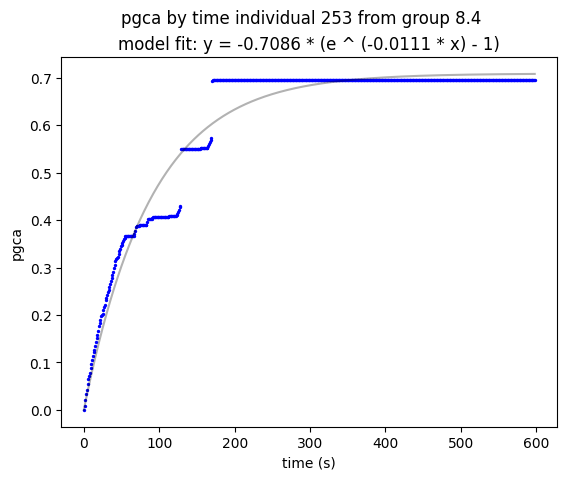 pgca by time individual 253 from group 8.4
model fit: y = -0.7086 * (e ^ (-0.0111 * x) - 1)
0.7
0.6
0.5
0.4
0.3
0.2
0.1
0.0
pgca
0 100 200 300 400 500 600
time (s)